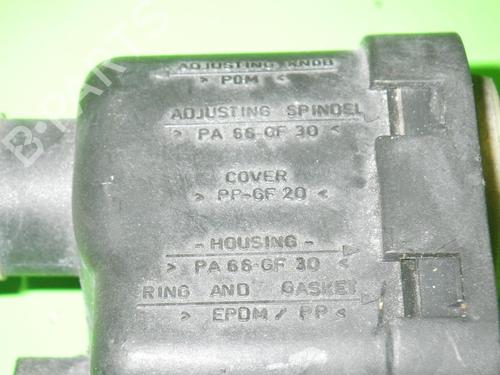 ADJUSTING KNOB
> POM <
ADJUSTING SPINDEL
> PA 66-GF 30 <
COVER
> PP-GF 20 <
- HOUSING -
> PA 66-GF 30 <
RING AND GASKET
> EPDM / PP <
B-PARTS